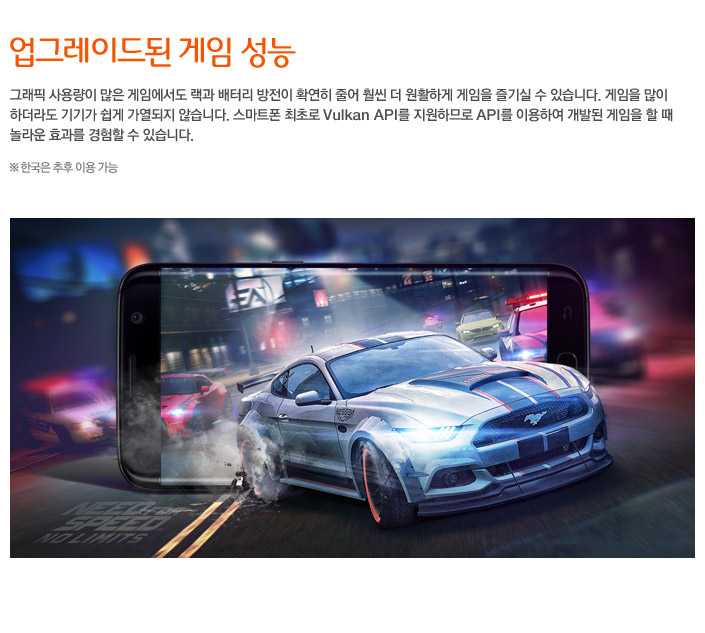 업그레이드된 게임 성능
그래픽 사용량이 많은 게임에서도 랙과 배터리 방전이 확연히 줄어 훨씬 더 원활하게 게임을 즐기실 수 있습니다. 게임을 많이
하더라도 기기가 쉽게 가열되지 않습니다. 스마트폰 최초로 Vulkan API를 지원하므로 API를 이용하여 개발된 게임을 할 때
놀라운 효과를 경험할 수 있습니다.
※ 한국은 추후 이용 가능
EA
NEED FOR
SPEED
NO LIMITS